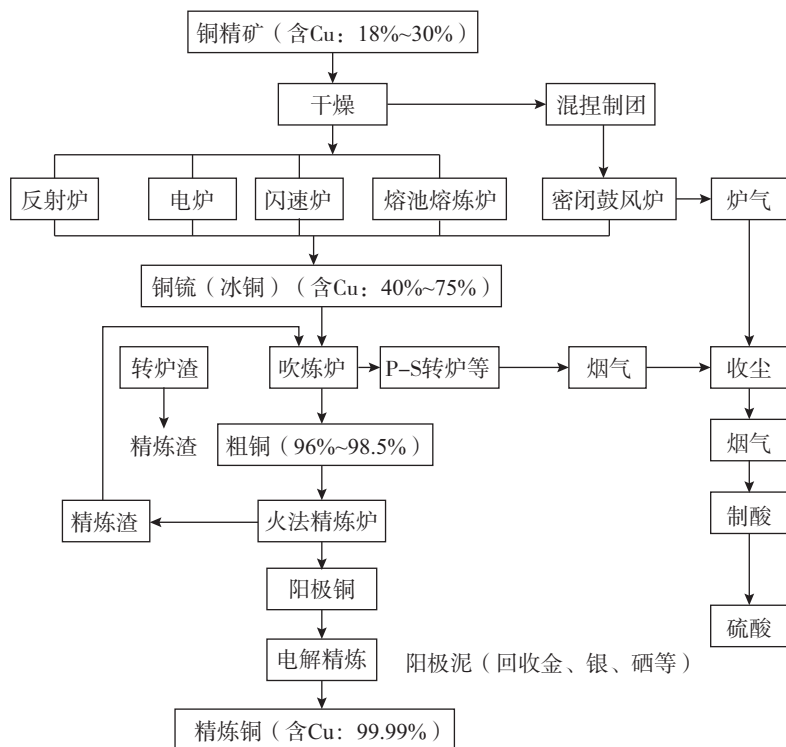 铜精矿（含Cu：18%~30%）
干燥
混捏制团
反射炉
电炉
闪速炉
熔池熔炼炉
密闭鼓风炉
炉气
铜锍（冰铜）（含Cu：40%~75%）
转炉渣
吹炼炉
P-S转炉等
烟气
收尘
精炼渣
粗铜（96%~98.5%）
烟气
精炼渣
火法精炼炉
制酸
阳极铜
硫酸
电解精炼
阳极泥（回收金、银、硒等）
精炼铜（含Cu：99.99%）